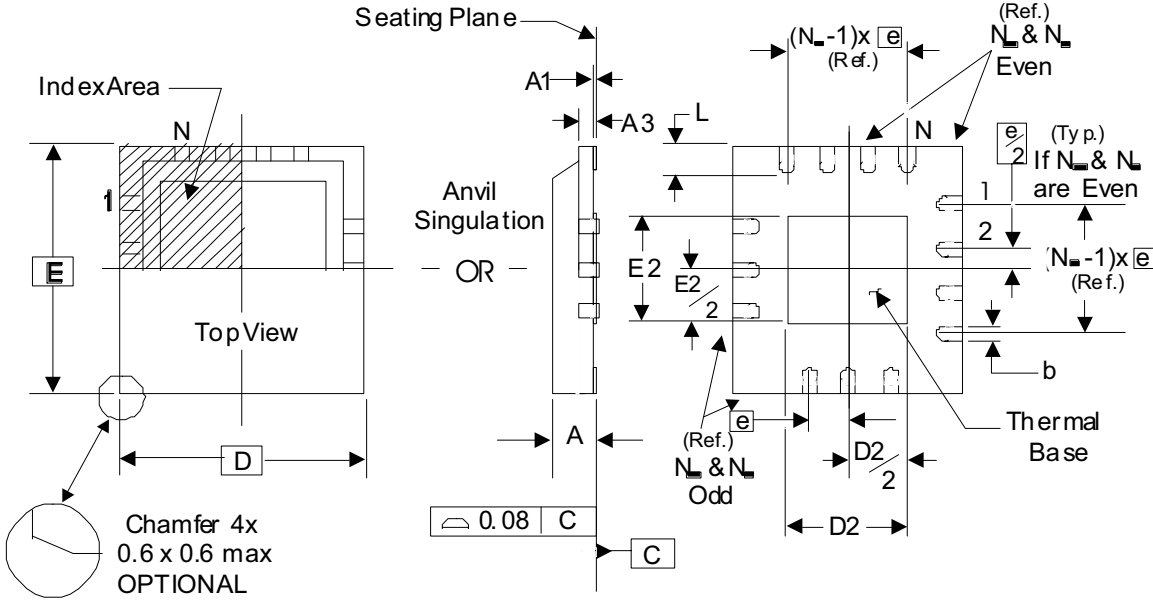 Seating Plane
Index Area
N
1
E
Top View
D
Chamfer 4x
0.6 x 0.6 max
OPTIONAL
A1
A3
L
Anvil
Singulation
OR
A
0.08 C
C
(N -1)x e
(Ref.)
(Ref.)
N & N
Even
N
e/2
(Typ.)
If N & N
are Even
1
2
(N -1)x e
(Ref.)
b
E2
E2/2
Thermal
Base
e
(Ref.)
N & N
Odd
D2/2
D2